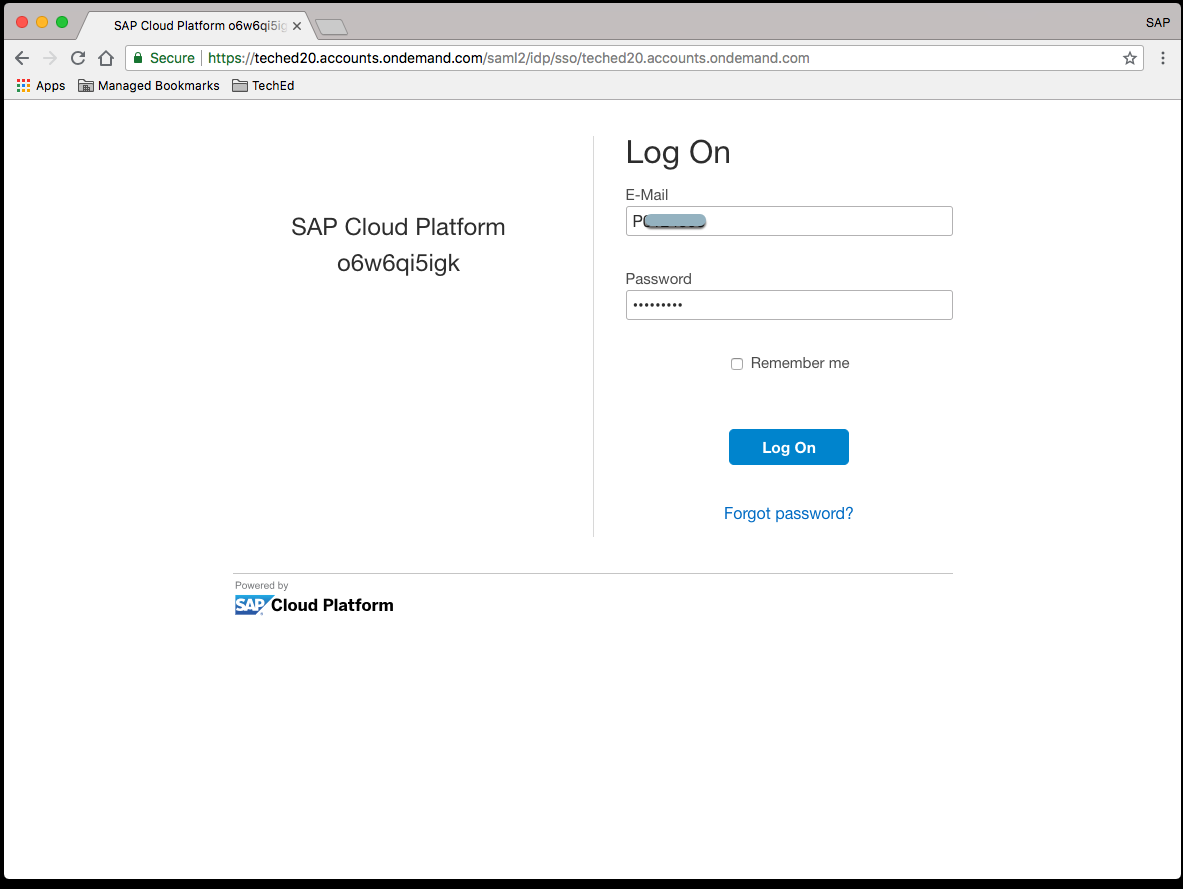 SAP Cloud Platform o6w6qi5ig
SAP
Secure https://teched20.accounts.ondemand.com/saml2/idp/sso/teched20.accounts.ondemand.com
Apps Managed Bookmarks TechEd
Log On
E-Mail
SAP Cloud Platform
o6w6qi5igk
Password
•••••••••
Remember me
Log On
Forgot password?
Powered by
SAP Cloud Platform